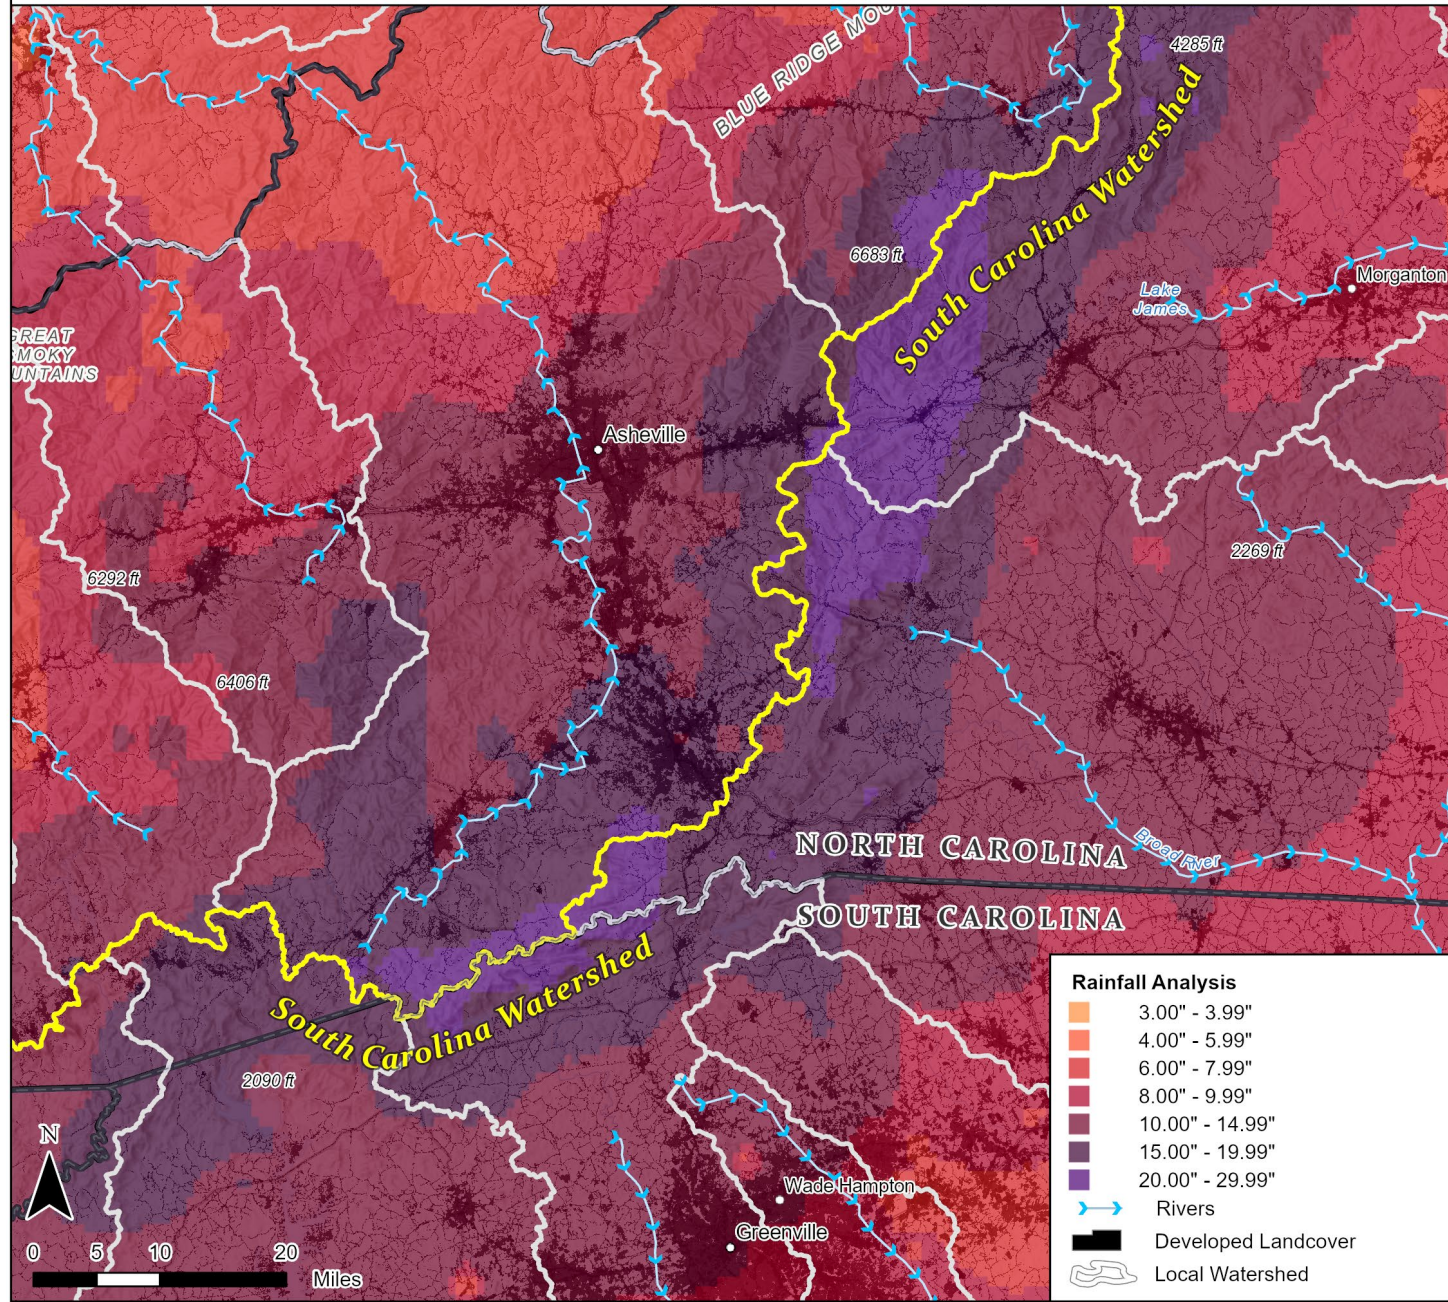 BLUE RIDGE MOU
4285 ft
South Carolina Watershed
6683 ft
Lake
James
Morganton
GREAT
SMOKY
UNTAINS
Asheville
2269 ft
6292 ft
6406 ft
NORTH CAROLINA
Broad River
SOUTH CAROLINA
South Carolina Watershed
2090 ft
N
Wade Hampton
Greenville
0 5 10 20 Miles
Rainfall Analysis
3.00" - 3.99"
4.00" - 5.99"
6.00" - 7.99"
8.00" - 9.99"
10.00" - 14.99"
15.00" - 19.99"
20.00" - 29.99"
Rivers
Developed Landcover
Local Watershed